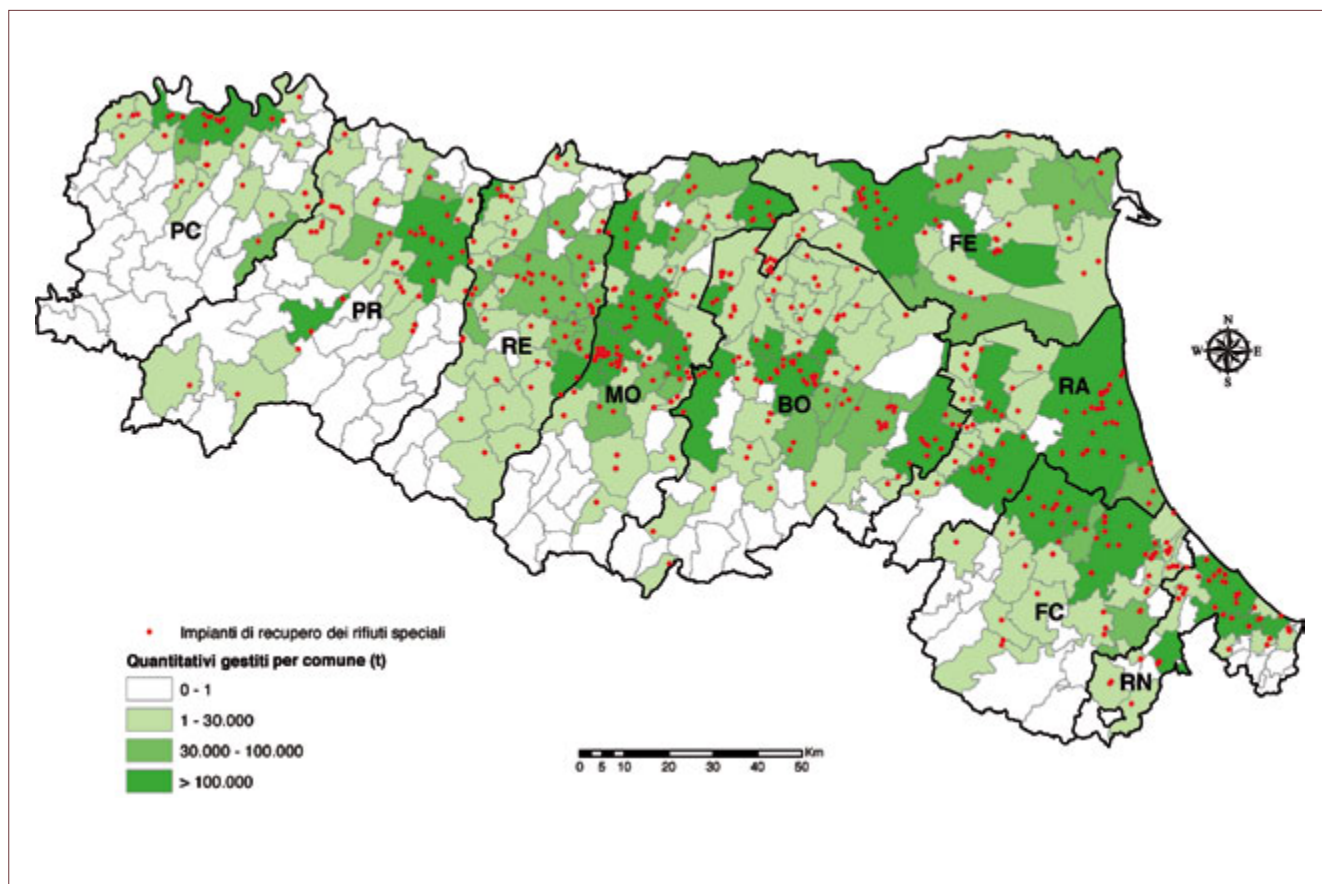 N
W E
S
PC
FE
PR
RE
RA
MO
BO
FC
RN
Impianti di recupero dei rifiuti speciali
Quantitativi gestiti per comune (t)
0 - 1
1 - 30.000
30.000 - 100.000
> 100.000
Km
0 5 10 20 30 40 50